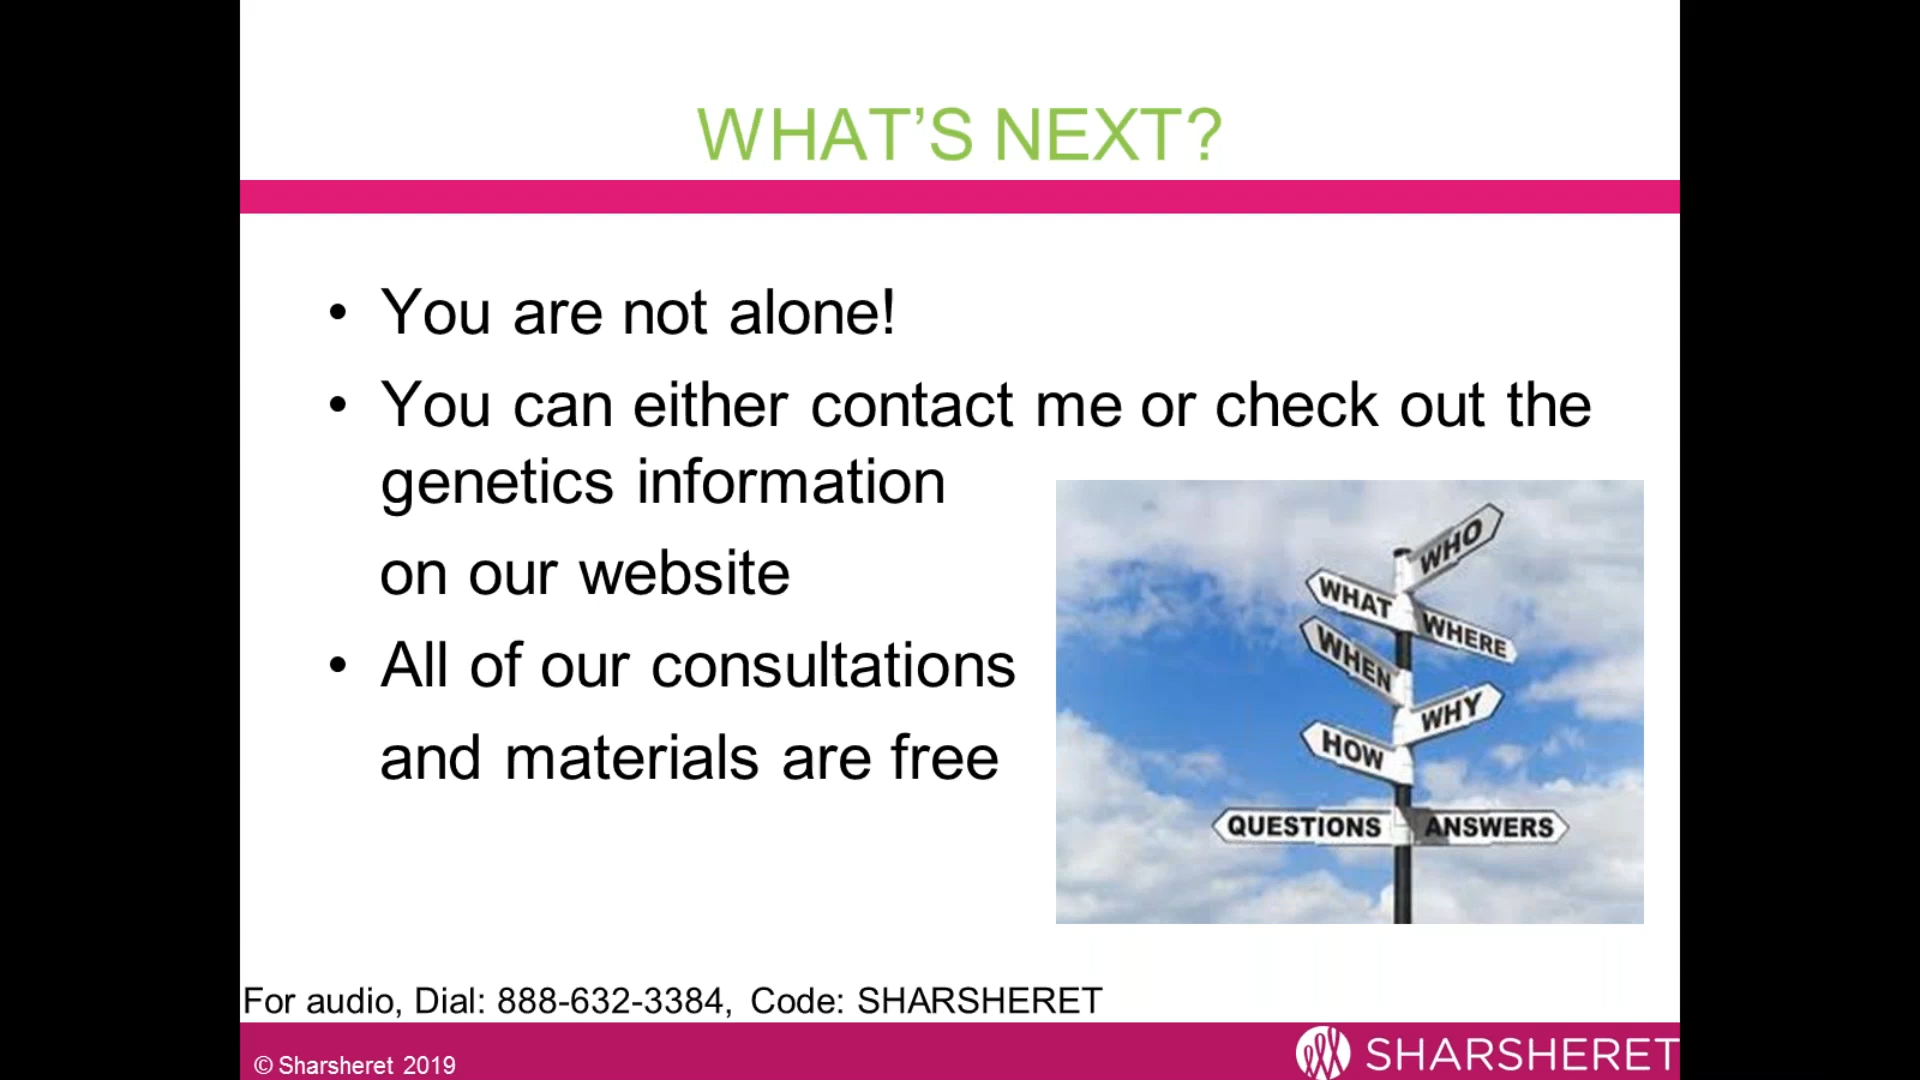 WHAT’S NEXT?
• You are not alone!
• You can either contact me or check out the
genetics information
on our website
• All of our consultations
and materials are free
WHO
WHAT
WHERE
WHEN
WHY
HOW
QUESTIONS
ANSWERS
For audio, Dial: 888-632-3384, Code: SHARSHERET
© Sharsheret 2019
SHARSHERET